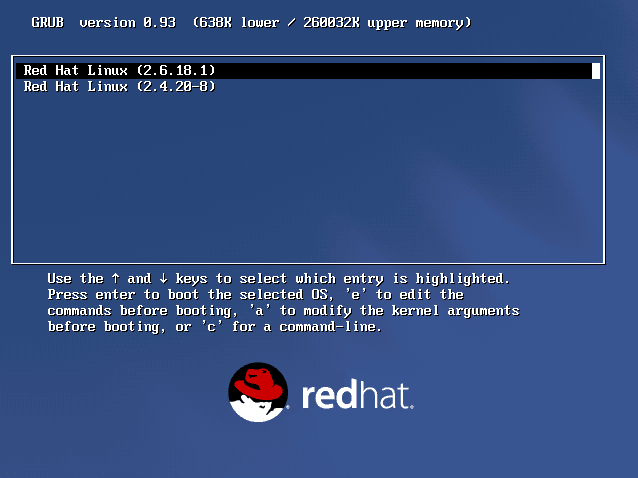 GRUB  version 0.93  (638K lower / 260032K upper memory)
Red Hat Linux (2.6.18.1)
Red Hat Linux (2.4.20-8)
Use the ↑ and ↓ keys to select which entry is highlighted.
Press enter to boot the selected OS, 'e' to edit the
commands before booting, 'a' to modify the kernel arguments
before booting, or 'c' for a command-line.
redhat.